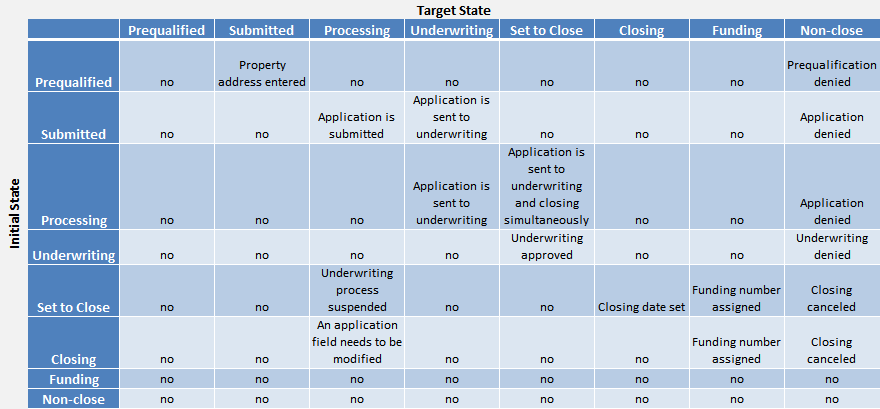 Target State
Prequalified Submitted Processing Underwriting Set to Close Closing Funding Non-close
Property Prequalification
Prequalified no address entered no no no no no denied
Application is
Application is sent to Application
Submitted no no submitted underwriting no no no denied
Application is
sent to
underwriting
Application is sent to and closing Application
Processing no no no underwriting simultaneously no no denied
Underwriting Underwriting
Underwriting no no no no approved no no denied
Underwriting
process Funding number Closing
Set to Close no no suspended no no Closing date set assigned canceled
An application
field needs to be Funding number Closing
Closing no no modified no no no assigned canceled
Funding no no no no no no no no
Non-close no no no no no no no no
Initial State